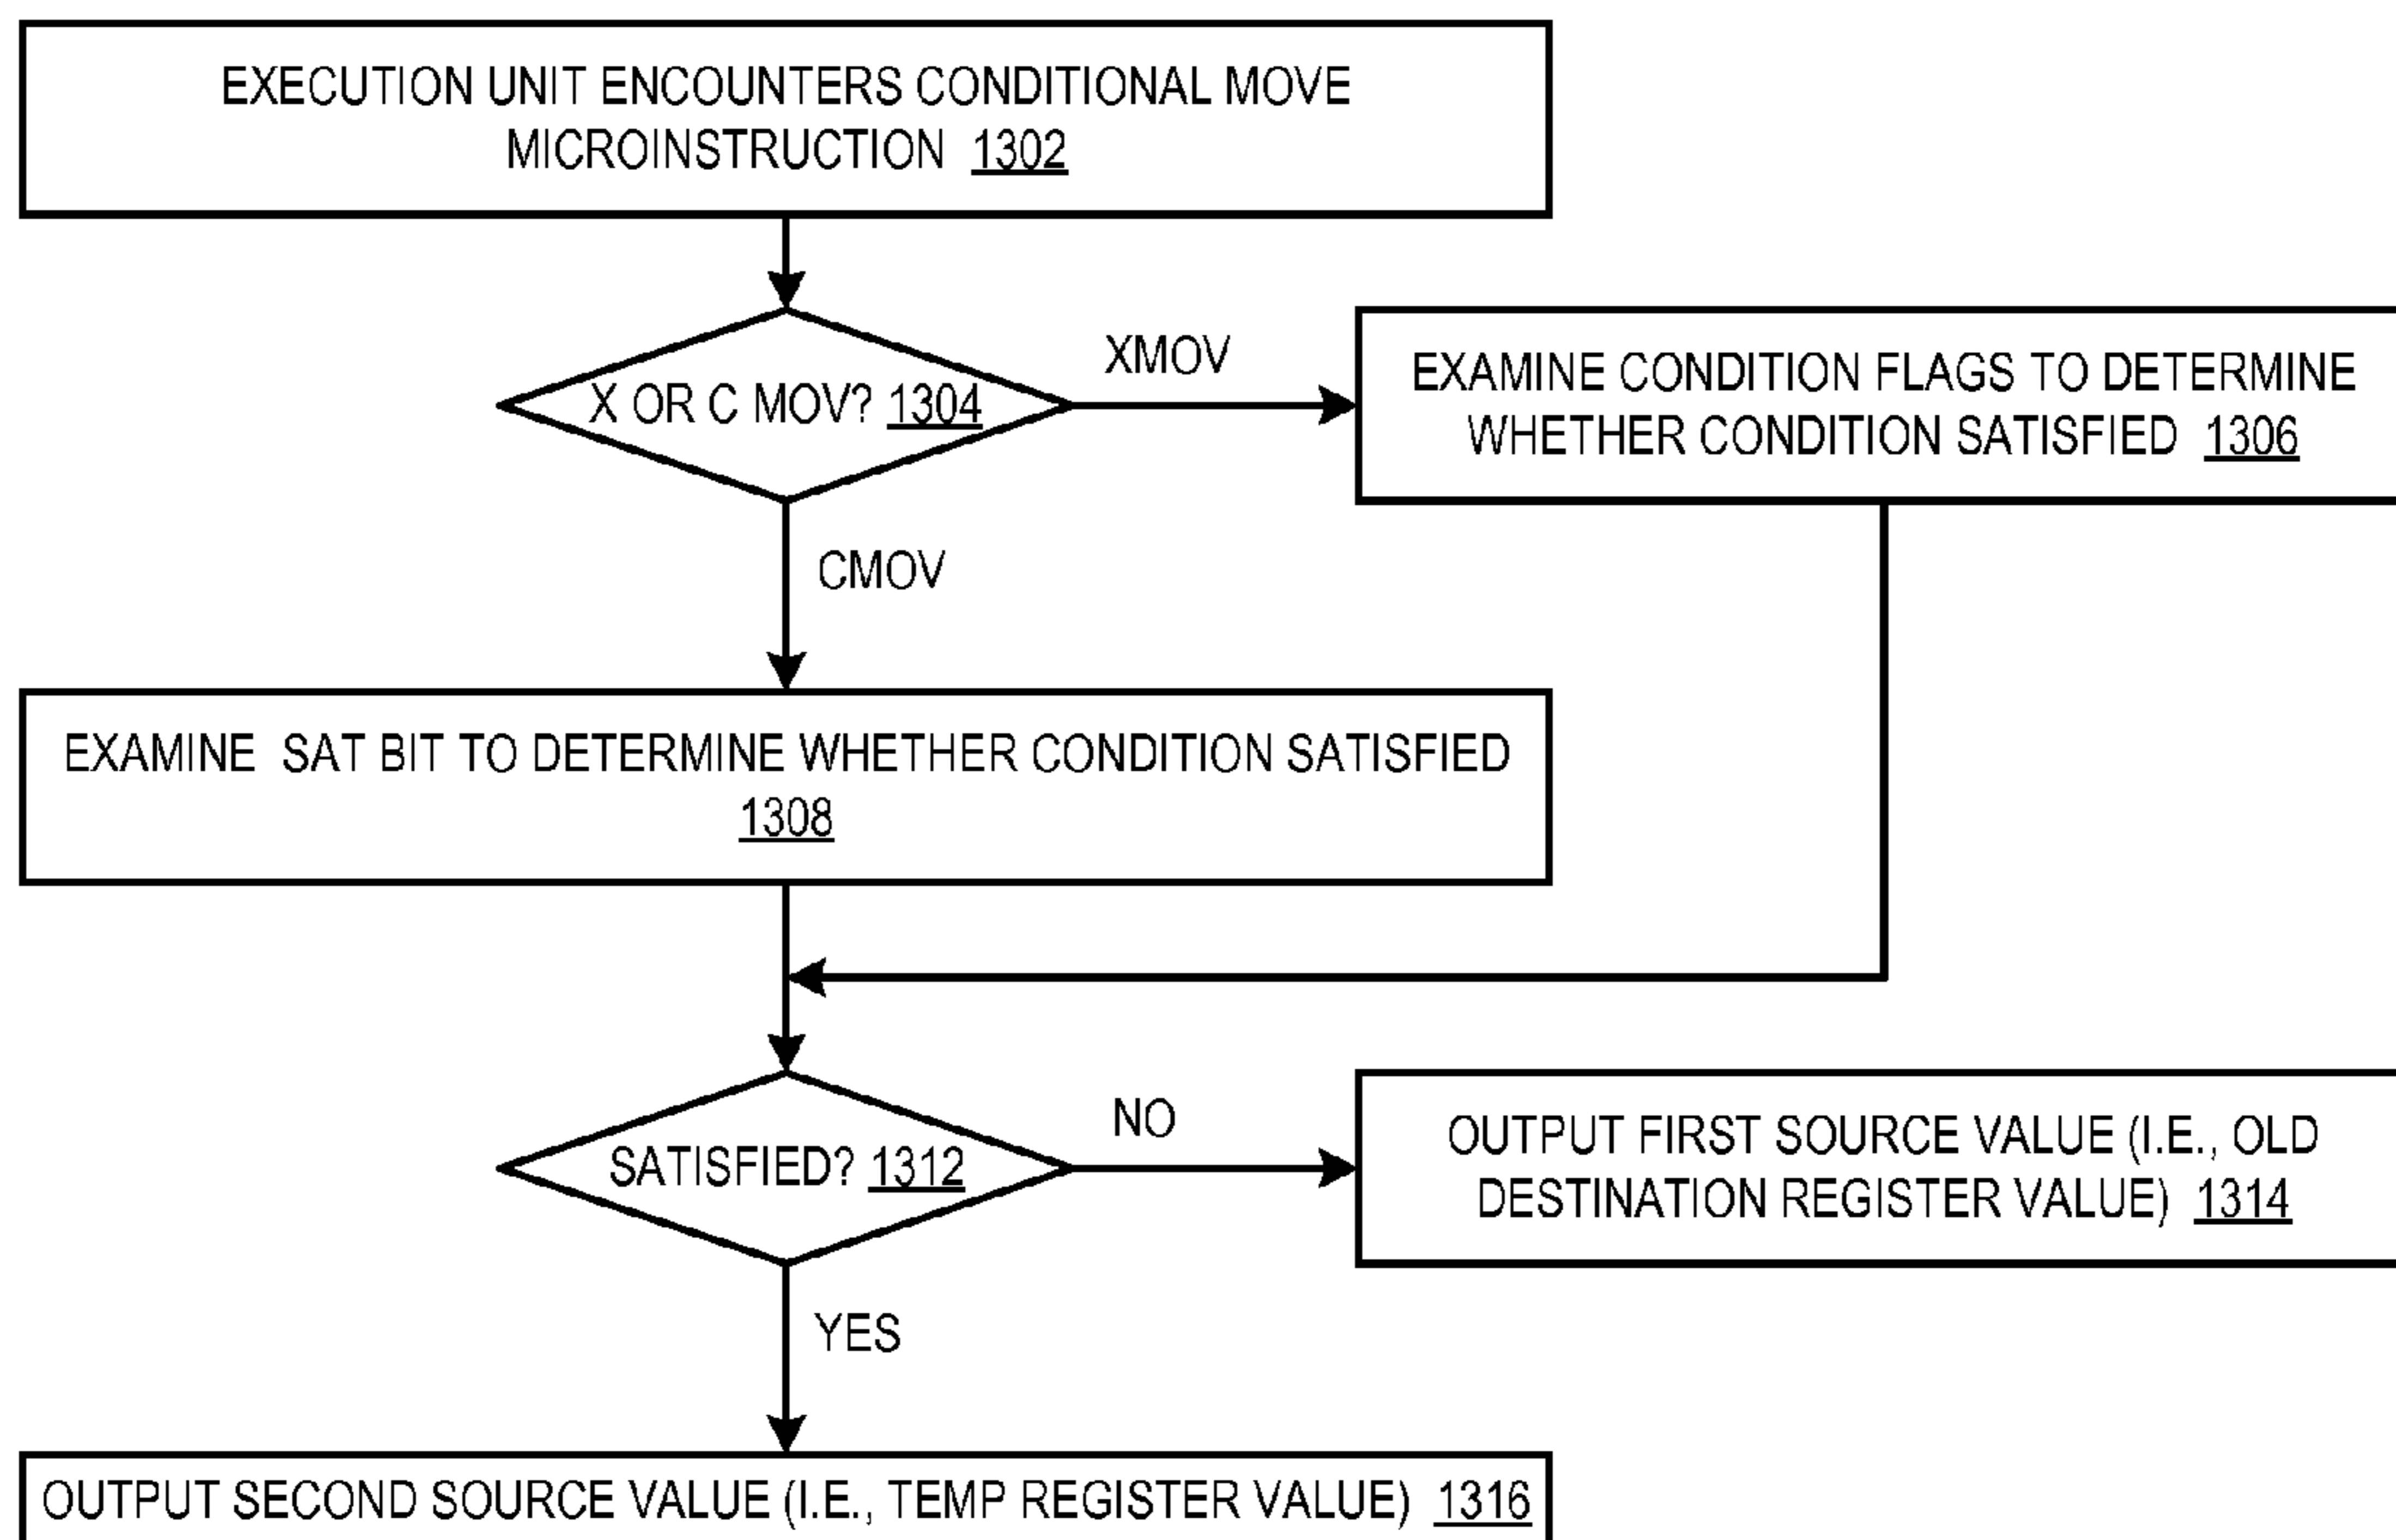 EXECUTION UNIT ENCOUNTERS CONDITIONAL MOVE
MICROINSTRUCTION 1302
X OR C MOV? 1304
XMOV
EXAMINE CONDITION FLAGS TO DETERMINE
WHETHER CONDITION SATISFIED 1306
CMOV
EXAMINE SAT BIT TO DETERMINE WHETHER CONDITION SATISFIED
1308
SATISFIED? 1312
NO
OUTPUT FIRST SOURCE VALUE (I.E., OLD
DESTINATION REGISTER VALUE) 1314
YES
OUTPUT SECOND SOURCE VALUE (I.E., TEMP REGISTER VALUE) 1316